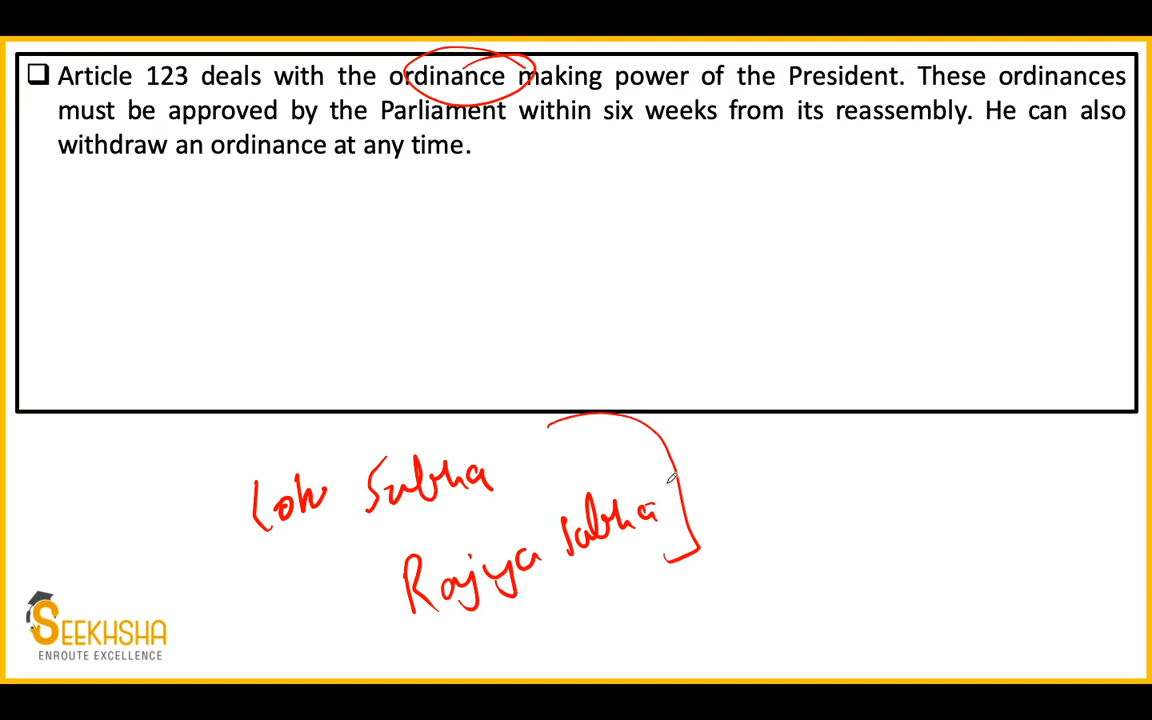 ❑ Article 123 deals with the ordinance making power of the President. These ordinances
must be approved by the Parliament within six weeks from its reassembly. He can also
withdraw an ordinance at any time.
Lok Sabha
Rajya Sabha
SEEKHSHA
ENROUTE EXCELLENCE